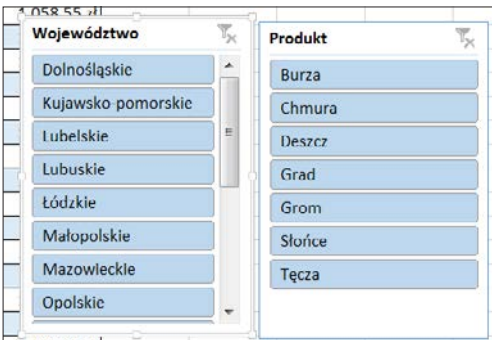 1 058,55 zł
Województwo
Dolnośląskie
Kujawsko-pomorskie
Lubelskie
Lubuskie
Łódzkie
Małopolskie
Mazowieckie
Opolskie
Produkt
Burza
Chmura
Deszcz
Grad
Grom
Słońce
Tęcza